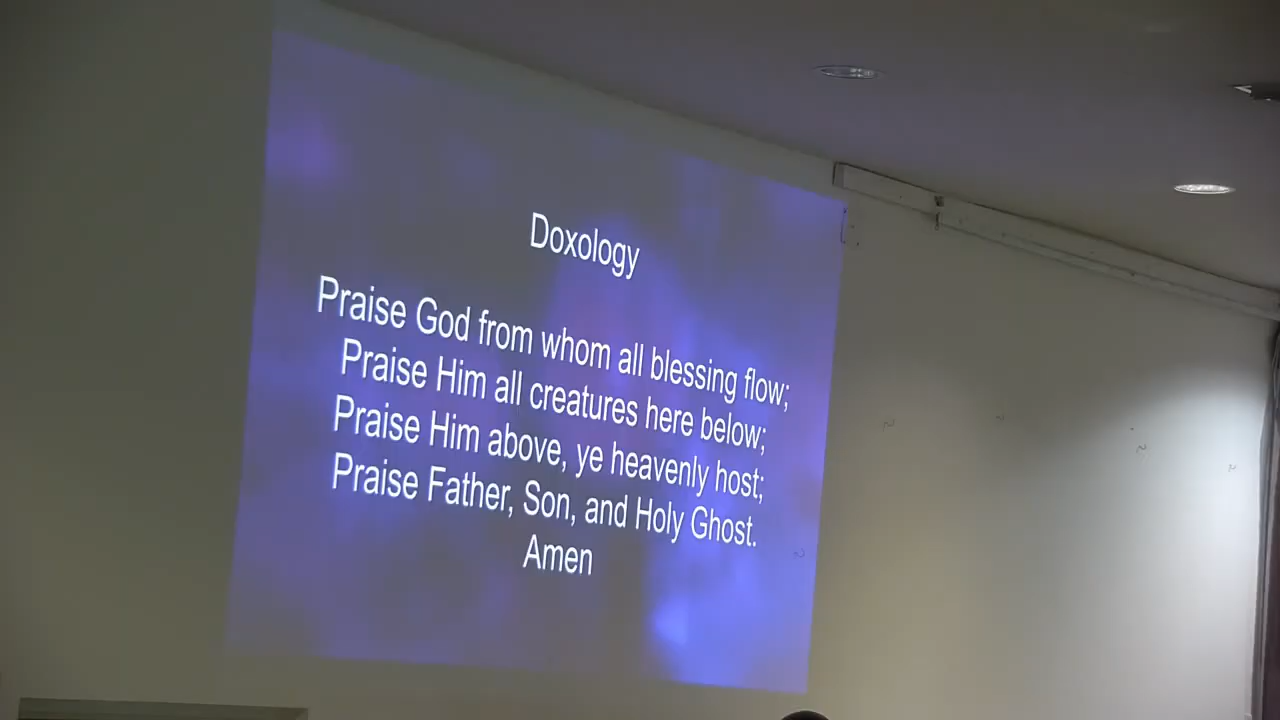 Doxology
Praise God from whom all blessing flow;
Praise Him all creatures here below;
Praise Him above, ye heavenly host;
Praise Father, Son, and Holy Ghost.
Amen